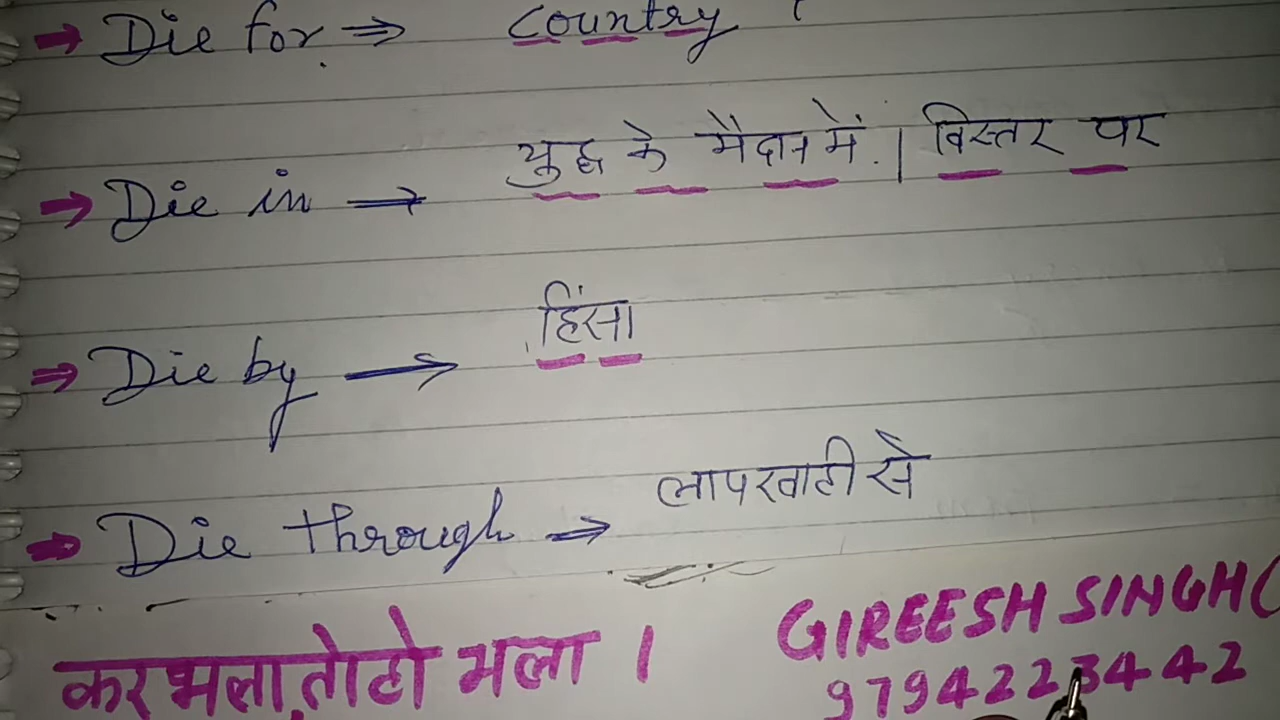 → Die for ⇒ country
→ Die in → युद्ध के मैदान में. | बिस्तर पर
⇒ Die by → हिंसा
→ Die through ⇒ लापरवाही से
कर भला, तो हो भला ।
GIREESH SINGH(
9794223442